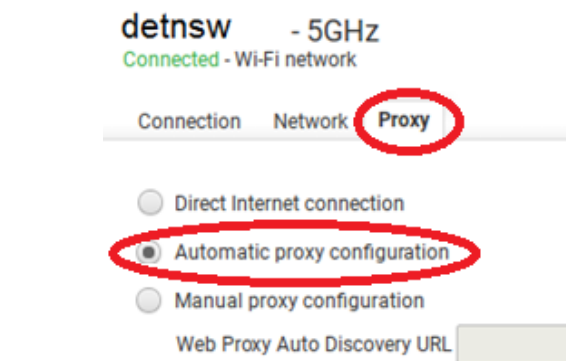 detnsw - 5GHz
Connected - Wi-Fi network
Connection Network Proxy
Direct Internet connection
Automatic proxy configuration
Manual proxy configuration
Web Proxy Auto Discovery URL